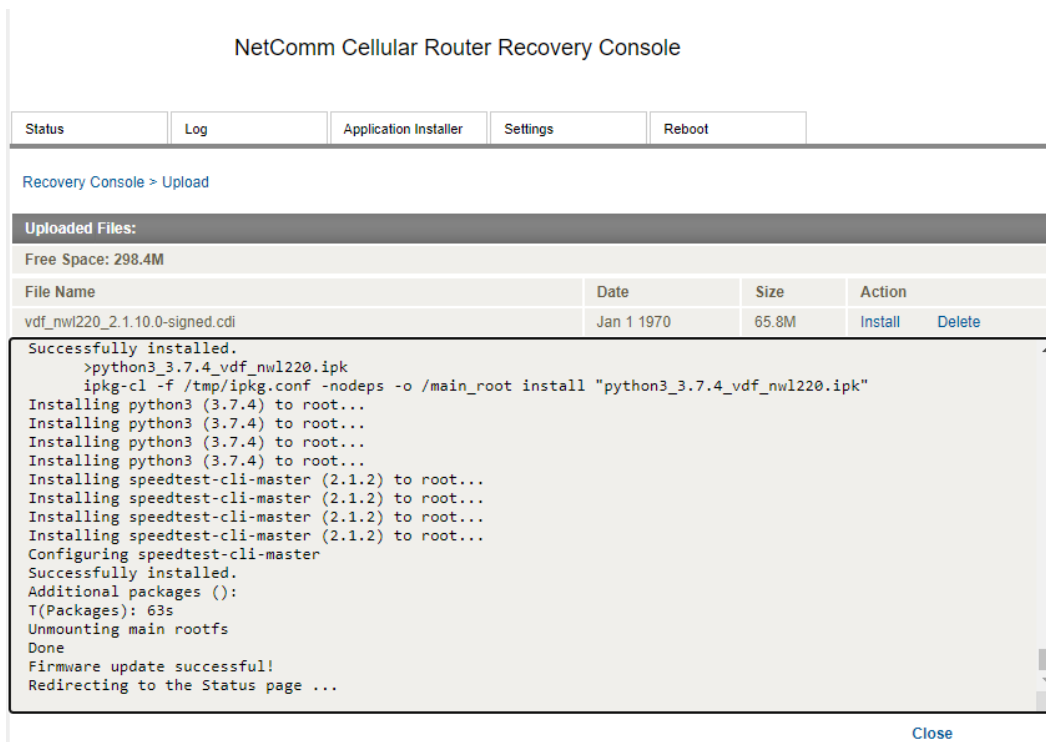 NetComm Cellular Router Recovery Console
Status Log Application Installer Settings Reboot
Recovery Console > Upload
Uploaded Files:
Free Space: 298.4M
File Name Date Size Action
vdf_nwl220_2.1.10.0-signed.cdi Jan 1 1970 65.8M Install Delete
Successfully installed.
>python3_3.7.4_vdf_nwl220.ipk
ipkg-cl -f /tmp/ipkg.conf -nodeps -o /main_root install "python3_3.7.4_vdf_nwl220.ipk"
Installing python3 (3.7.4) to root...
Installing python3 (3.7.4) to root...
Installing python3 (3.7.4) to root...
Installing python3 (3.7.4) to root...
Installing speedtest-cli-master (2.1.2) to root...
Installing speedtest-cli-master (2.1.2) to root...
Installing speedtest-cli-master (2.1.2) to root...
Installing speedtest-cli-master (2.1.2) to root...
Configuring speedtest-cli-master
Successfully installed.
Additional packages ():
T(Packages): 63s
Unmounting main rootfs
Done
Firmware update successful!
Redirecting to the Status page ...
Close